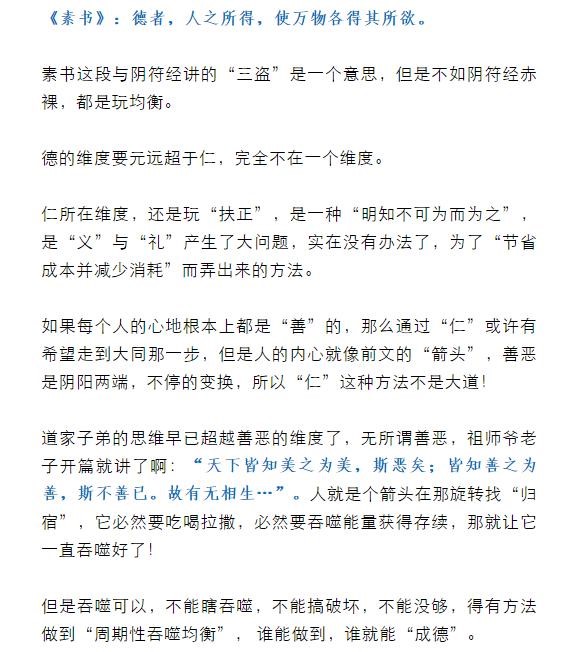 《素书》：德者，人之所得，使万物各得其所欲。
素书这段与阴符经讲的“三盗”是一个意思，但是不如阴符经赤
裸，都是玩均衡。
德的维度要元远超于仁，完全不在一个维度。
仁所在维度，还是玩“扶正”，是一种“明知不可为而为之”，
是“义”与“礼”产生了大问题，实在没有办法了，为了“节省
成本并减少消耗”而弄出来的方法。
如果每个人的心地根本上都是“善”的，那么通过“仁”或许有
希望走到大同那一步，但是人的内心就像前文的“箭头”，善恶
是阴阳两端，不停的变换，所以“仁”这种方法不是大道！
道家子弟的思维早已超越善恶的维度了，无所谓善恶，祖师爷老
子开篇就讲了啊：“天下皆知美之为美，斯恶矣；皆知善之为
善，斯不善已。故有无相生…”。人就是个箭头在那旋转找“归
宿”，它必然要吃喝拉撒，必然要吞噬能量获得存续，那就让它
一直吞噬好了！
但是吞噬可以，不能瞎吞噬，不能搞破坏，不能没够，得有方法
做到“周期性吞噬均衡”， 谁能做到，谁就能“成德”。